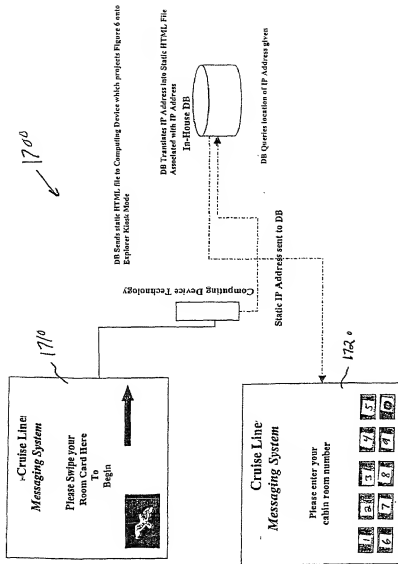 1700
DB Sends static HTML file to Computing Device which projects Figure 6 onto
Explorer Kiosk Mode
DB Translates IP Address into Static HTML File
Associated with IP Address
In-House DB
DB Queries location of IP Address given
Computing Device Technology
Static IP Address sent to DB
1710
Cruise Line
Messaging System
Please Swipe your
Room Card Here
To
Begin
1720
Cruise Line
Messaging System
Please enter your
cabin room number
1 2 3 4 5
6 7 8 9 0